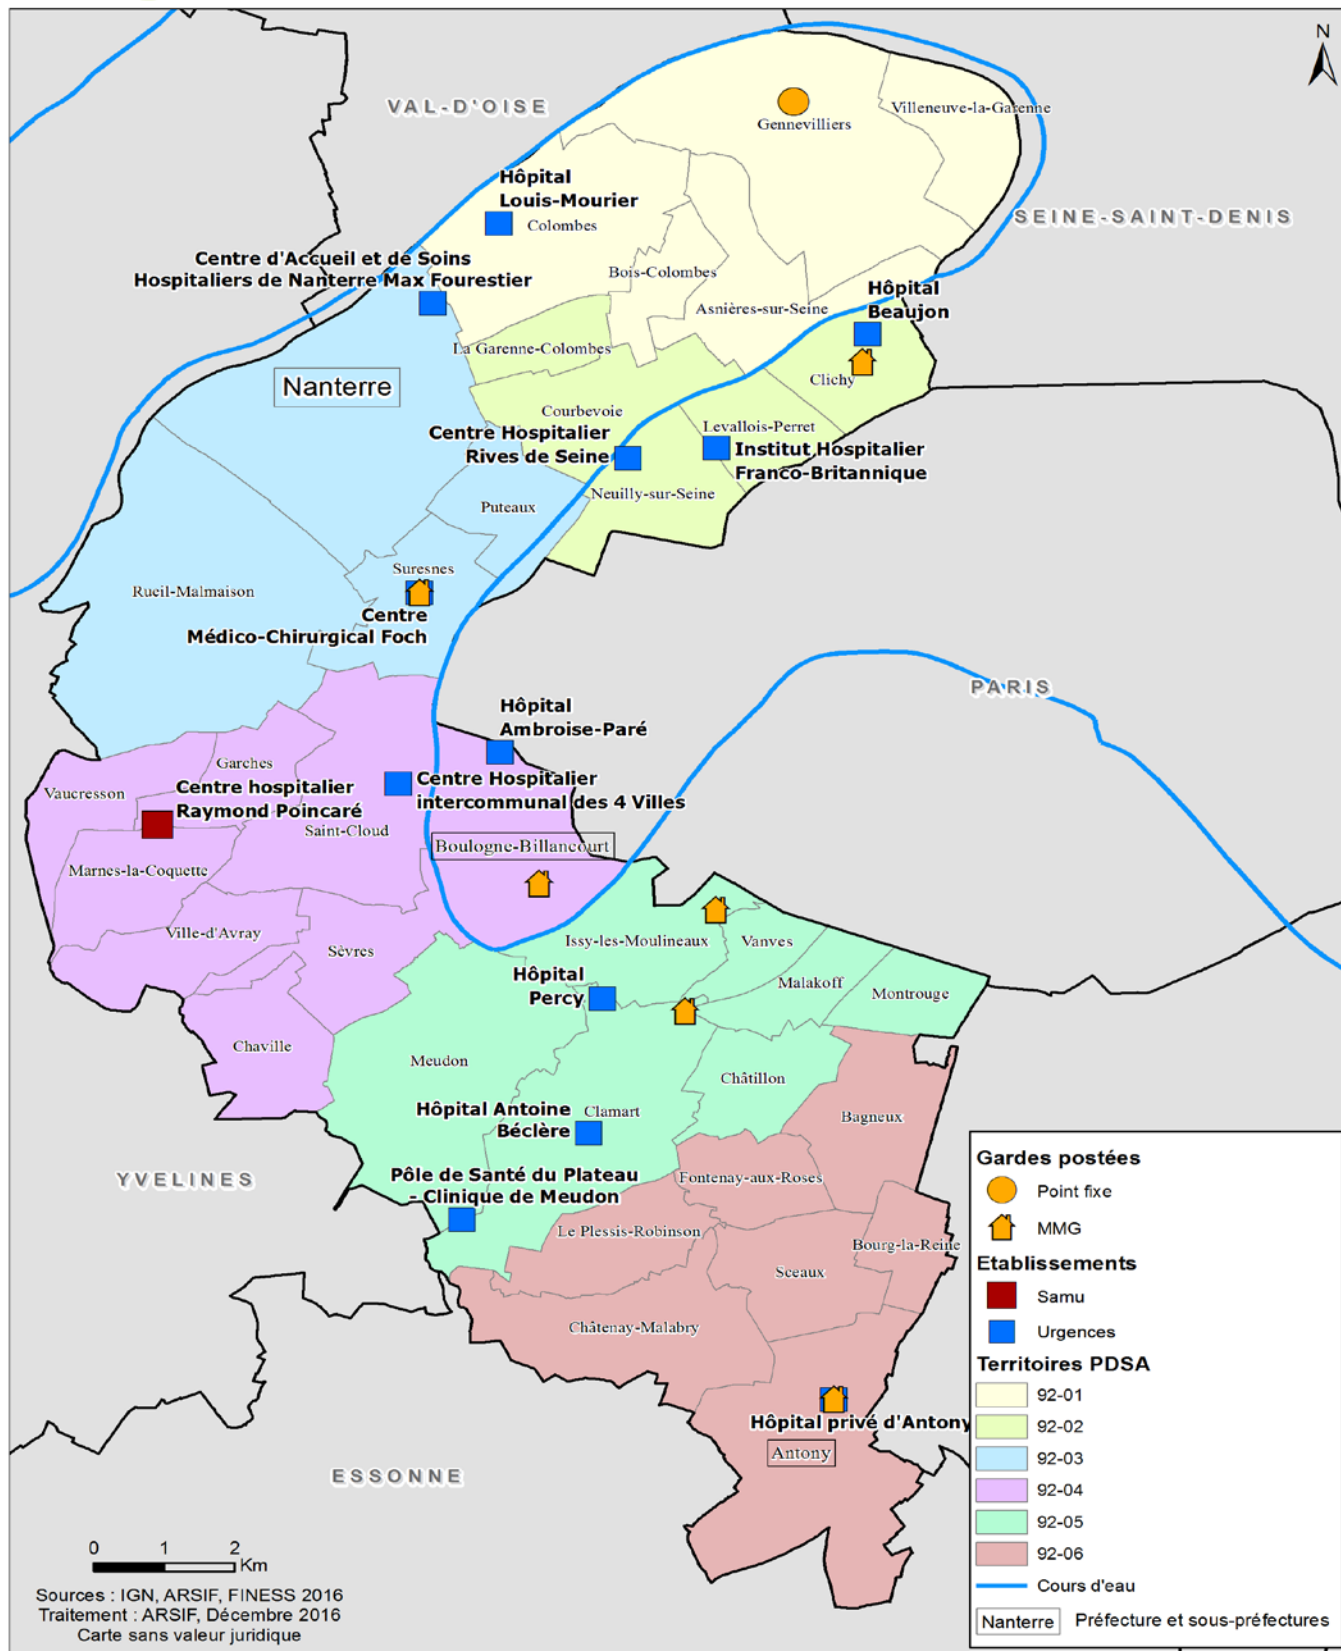 N
VAL-D'OISE
Villeneuve-la-Garenne
Gennevilliers
Hôpital
Louis-Mourier
Colombes
SEINE-SAINT-DENIS
Centre d'Accueil et de Soins
Hospitaliers de Nanterre Max Fourestier
Bois-Colombes
Asnières-sur-Seine
Hôpital
Beaujon
La Garenne-Colombes
Clichy
Nanterre
Courbevoie
Levallois-Perret
Centre Hospitalier
Rives de Seine
Institut Hospitalier
Franco-Britannique
Neuilly-sur-Seine
Puteaux
Suresnes
Rueil-Malmaison
Centre
Médico-Chirurgical Foch
PARIS
Hôpital
Ambroise-Paré
Garches
Vaucresson
Centre hospitalier
Raymond Poincaré
Centre Hospitalier
intercommunal des 4 Villes
Saint-Cloud
Boulogne-Billancourt
Marnes-la-Coquette
Ville-d'Avray
Sèvres
Issy-les-Moulineaux
Vanves
Malakoff
Montrouge
Hôpital
Percy
Chaville
Meudon
Châtillon
Hôpital Antoine
Béclère
Clamart
Bagneux
Pôle de Santé du Plateau
- Clinique de Meudon
Fontenay-aux-Roses
YVELINES
Le Plessis-Robinson
Bourg-la-Reine
Sceaux
Châtenay-Malabry
Hôpital privé d'Antony
Antony
ESSONNE
Gardes postées
Point fixe
MMG
Etablissements
Samu
Urgences
Territoires PDSA
92-01
92-02
92-03
92-04
92-05
92-06
Cours d'eau
Nanterre Préfecture et sous-préfectures
0 1 2
Km
Sources : IGN, ARSIF, FINESS 2016
Traitement : ARSIF, Décembre 2016
Carte sans valeur juridique